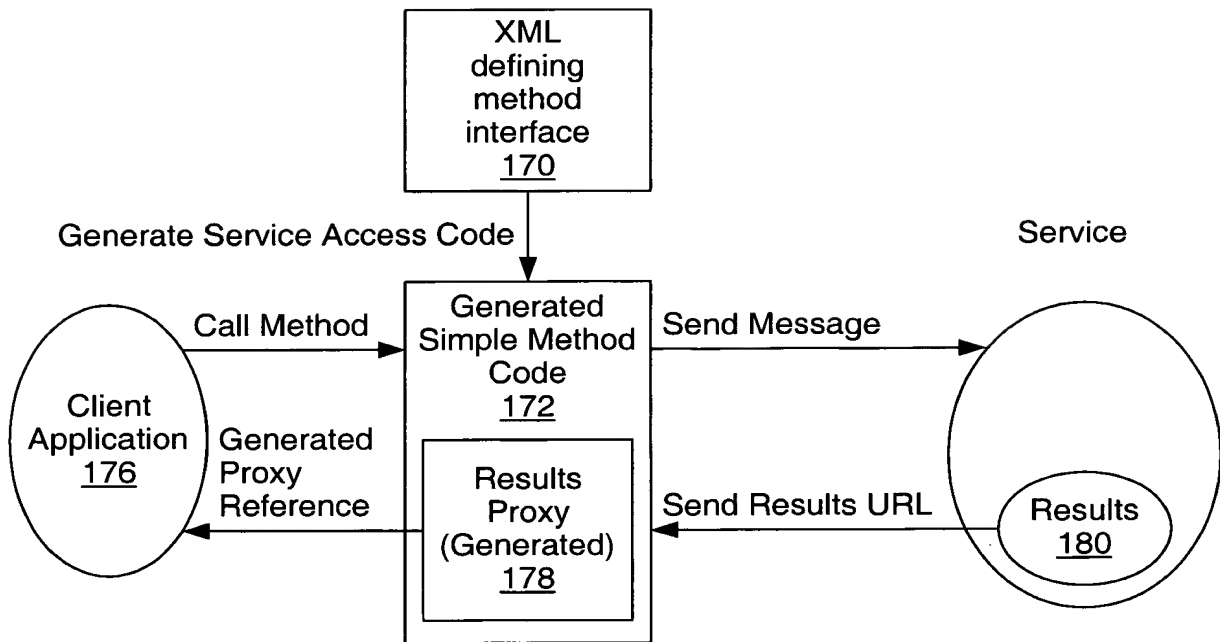 XML
defining
method
interface
170
Generate Service Access Code
Service
Generated
Simple Method
Code
172
Call Method
Send Message
Client
Application
176
Generated
Proxy
Reference
Results
Proxy
(Generated)
178
Send Results URL
Results
180